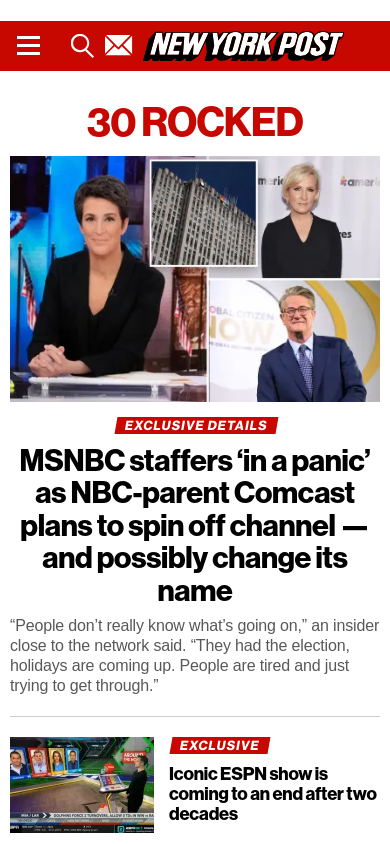 NEW YORK POST
30 ROCKED
OBAL CITIZEN
NOW
EXCLUSIVE DETAILS
MSNBC staffers ‘in a panic’
as NBC-parent Comcast
plans to spin off channel —
and possibly change its
name
“People don’t really know what’s going on,” an insider
close to the network said. “They had the election,
holidays are coming up. People are tired and just
trying to get through.”
EXCLUSIVE
Iconic ESPN show is
coming to an end after two
decades